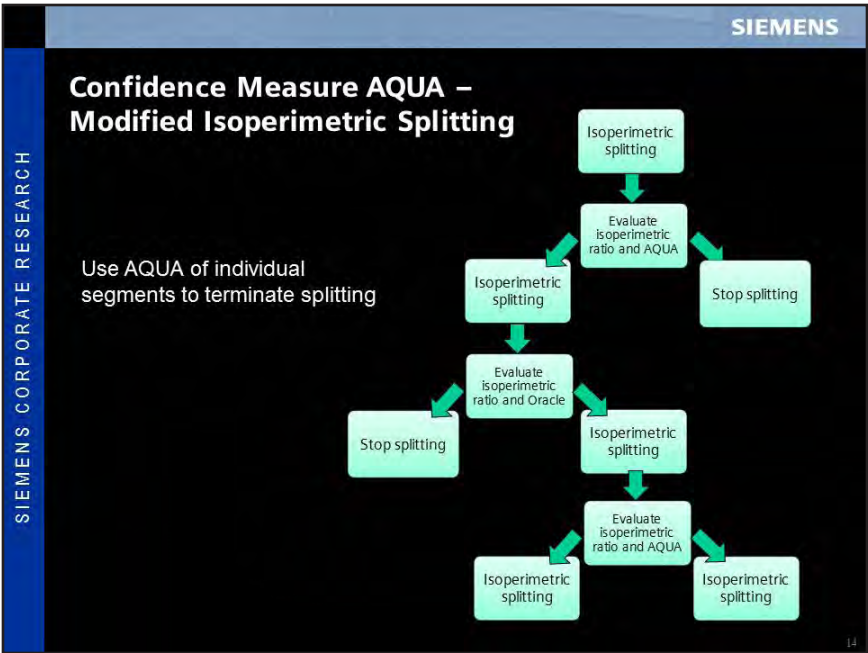 SIEMENS
Confidence Measure AQUA –
Modified Isoperimetric Splitting
SIEMENS CORPORATE RESEARCH
Use AQUA of individual
segments to terminate splitting
Isoperimetric
splitting
Evaluate
isoperimetric
ratio and AQUA
Isoperimetric
splitting
Stop splitting
Evaluate
isoperimetric
ratio and Oracle
Stop splitting
Isoperimetric
splitting
Evaluate
isoperimetric
ratio and AQUA
Isoperimetric
splitting
Isoperimetric
splitting